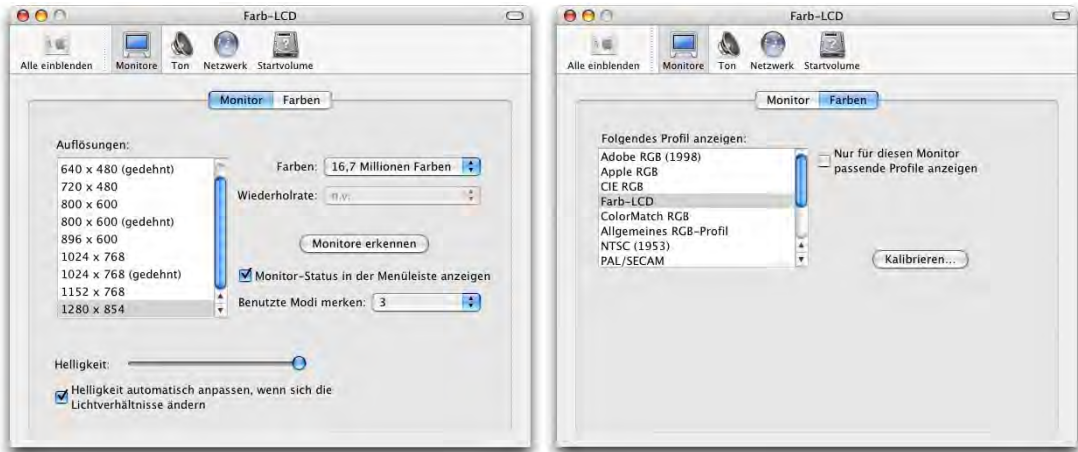 Farb-LCD
Alle einblenden Monitore Ton Netzwerk Startvolume
Monitor Farben
Auflösungen:
640 x 480 (gedehnt)
720 x 480
800 x 600
800 x 600 (gedehnt)
896 x 600
1024 x 768
1024 x 768 (gedehnt)
1152 x 768
1280 x 854
Farben: 16,7 Millionen Farben
Wiederholrate: n.v.
Monitore erkennen
Monitor-Status in der Menüleiste anzeigen
Benutzte Modi merken: 3
Helligkeit:
Helligkeit automatisch anpassen, wenn sich die
Lichtverhältnisse ändern
Farb-LCD
Alle einblenden Monitore Ton Netzwerk Startvolume
Monitor Farben
Folgendes Profil anzeigen:
Adobe RGB (1998)
Apple RGB
CIE RGB
Farb-LCD
ColorMatch RGB
Allgemeines RGB-Profil
NTSC (1953)
PAL/SECAM
Nur für diesen Monitor
passende Profile anzeigen
Kalibrieren...